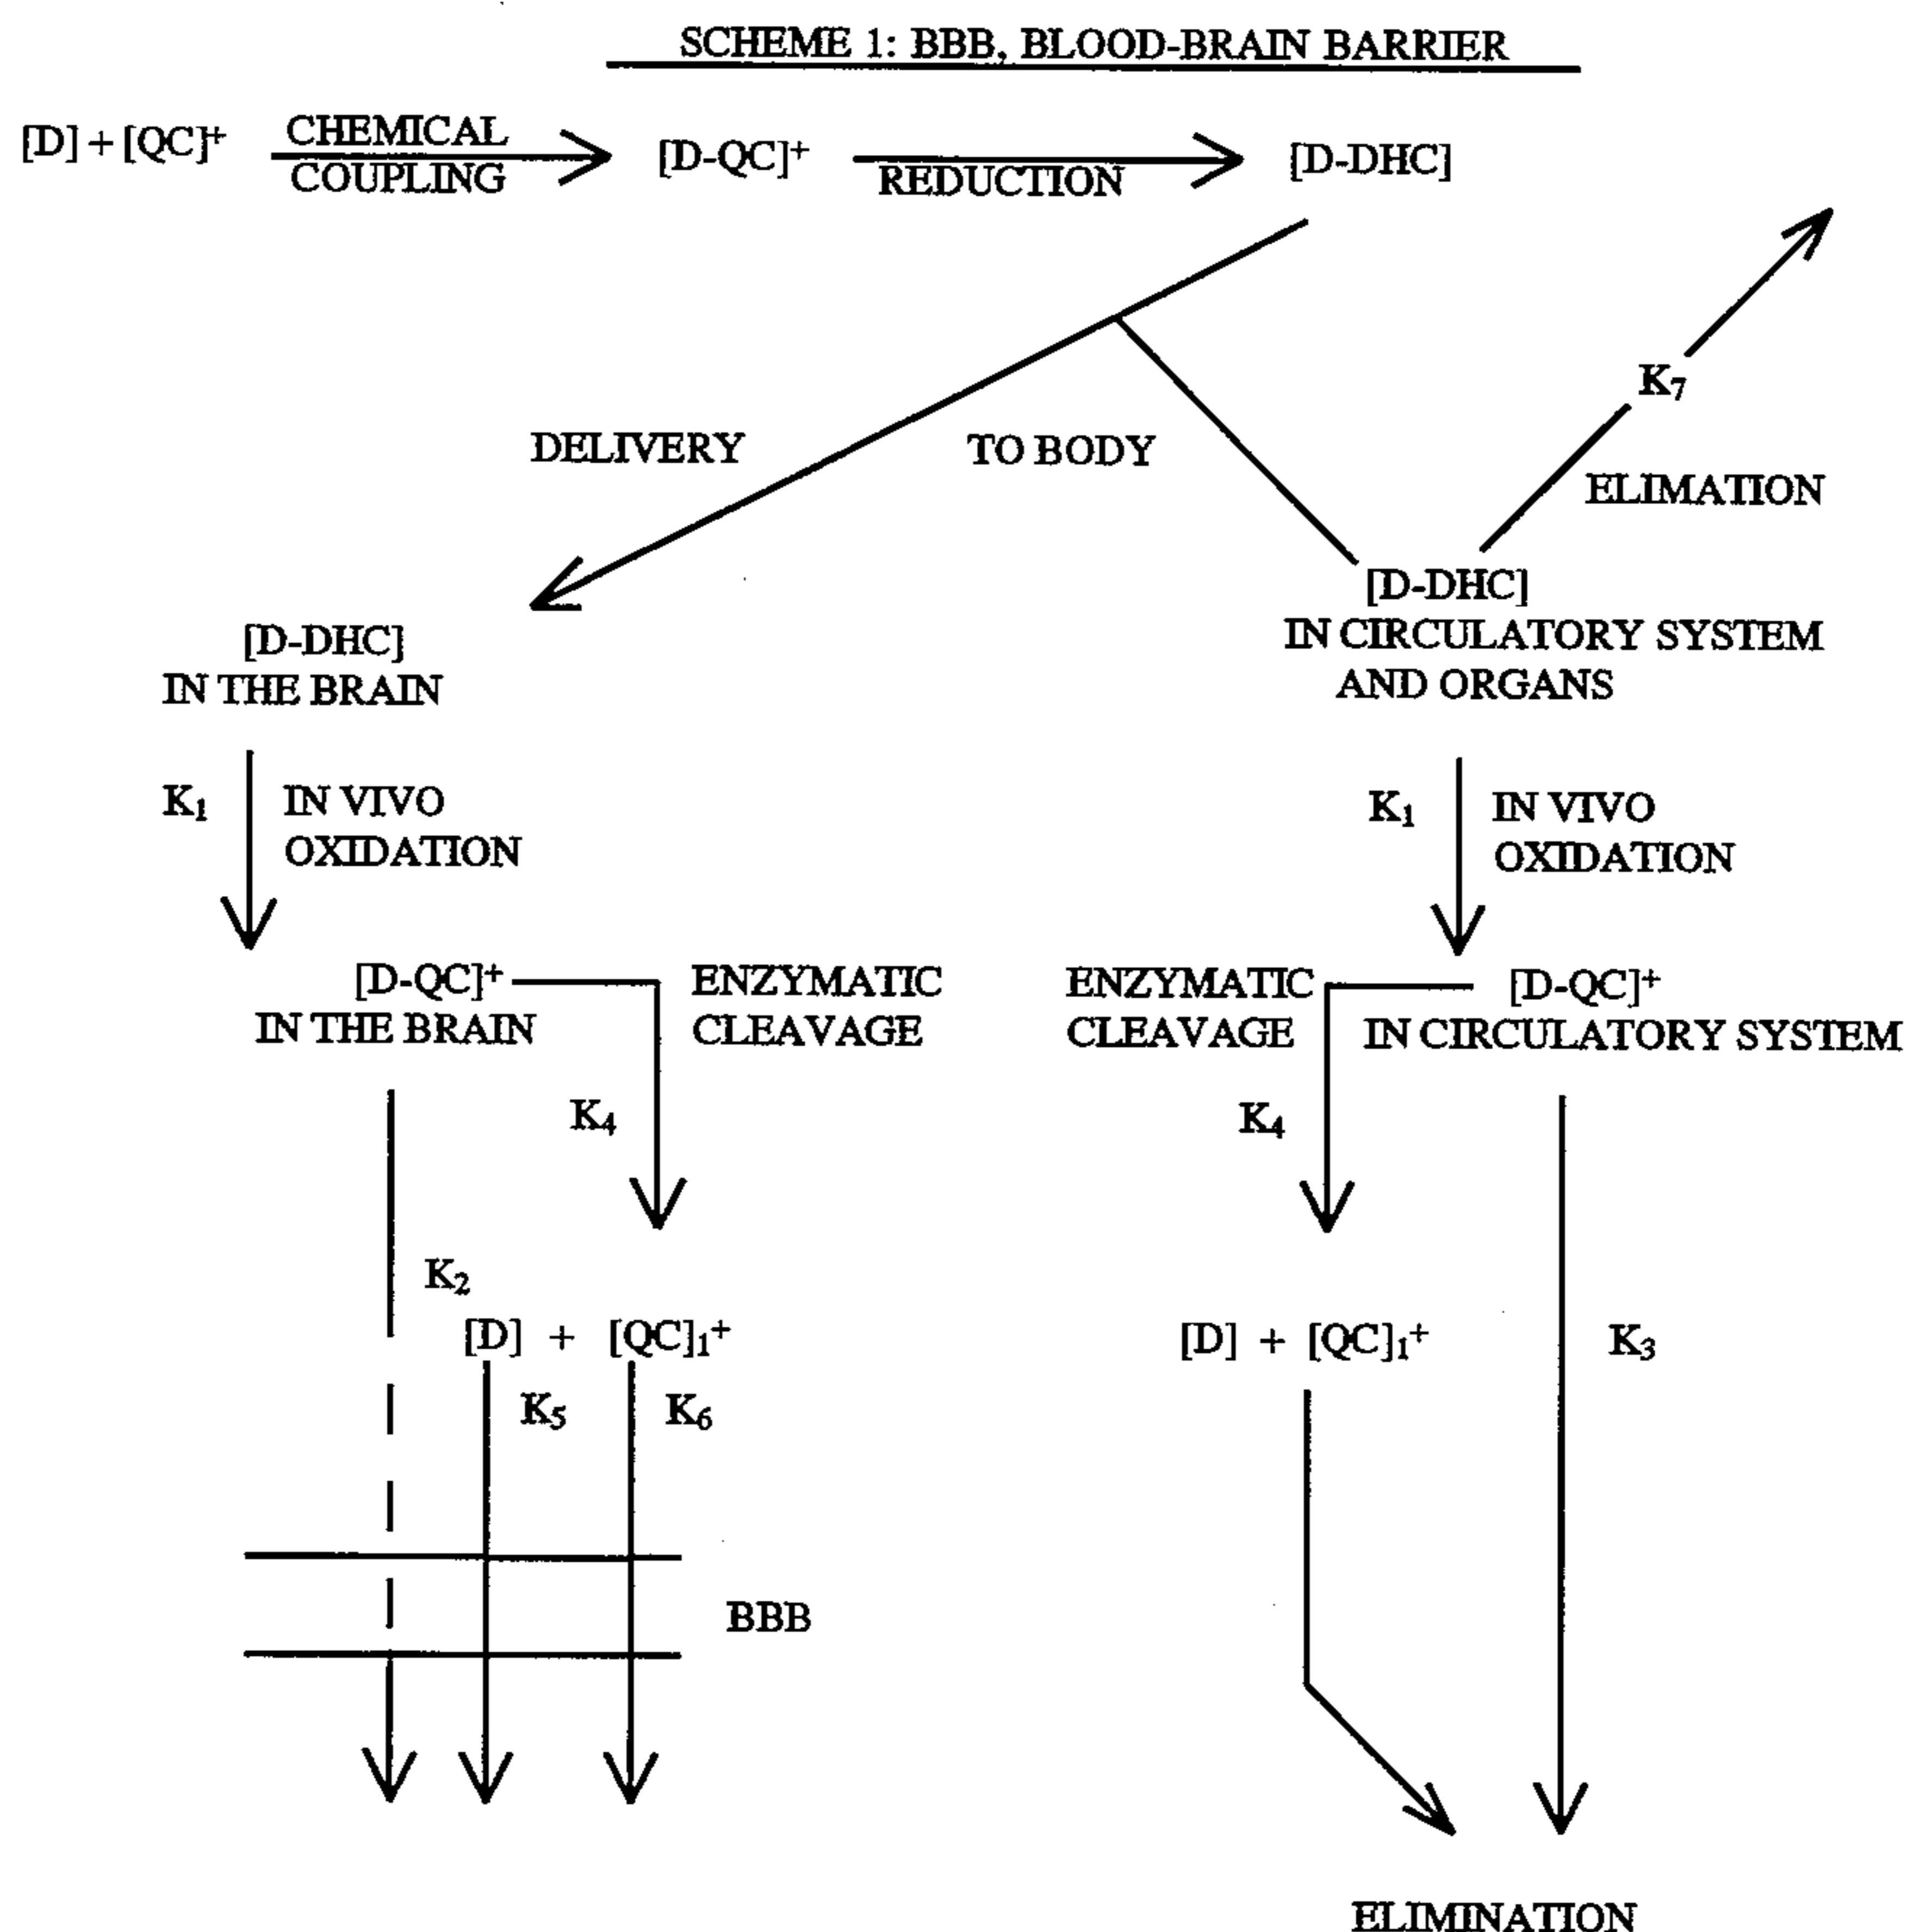 SCHEME 1: BBB, BLOOD-BRAIN BARRIER
[D] + [QC]⁺
CHEMICAL
COUPLING
[D-QC]⁺
REDUCTION
[D-DHC]
K₇
DELIVERY
TO BODY
ELIMATION
[D-DHC]
IN THE BRAIN
[D-DHC]
IN CIRCULATORY SYSTEM
AND ORGANS
K₁
IN VIVO
OXIDATION
K₁
IN VIVO
OXIDATION
[D-QC]⁺
IN THE BRAIN
ENZYMATIC
CLEAVAGE
ENZYMATIC
CLEAVAGE
[D-QC]⁺
IN CIRCULATORY SYSTEM
K₄
K₄
K₂
[D] + [QC]₁⁺
[D] + [QC]₁⁺
K₃
K₅
K₆
BBB
ELIMINATION